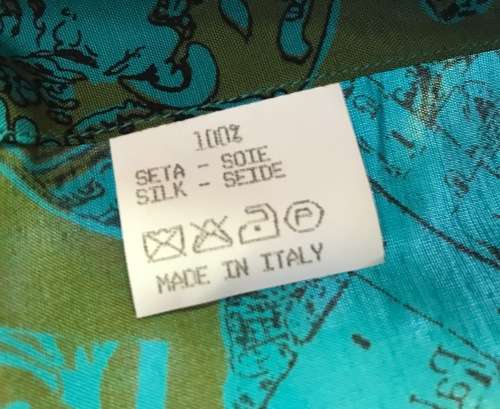 100%
SETA - SOIE
SILK - SEIDE
P
MADE IN ITALY